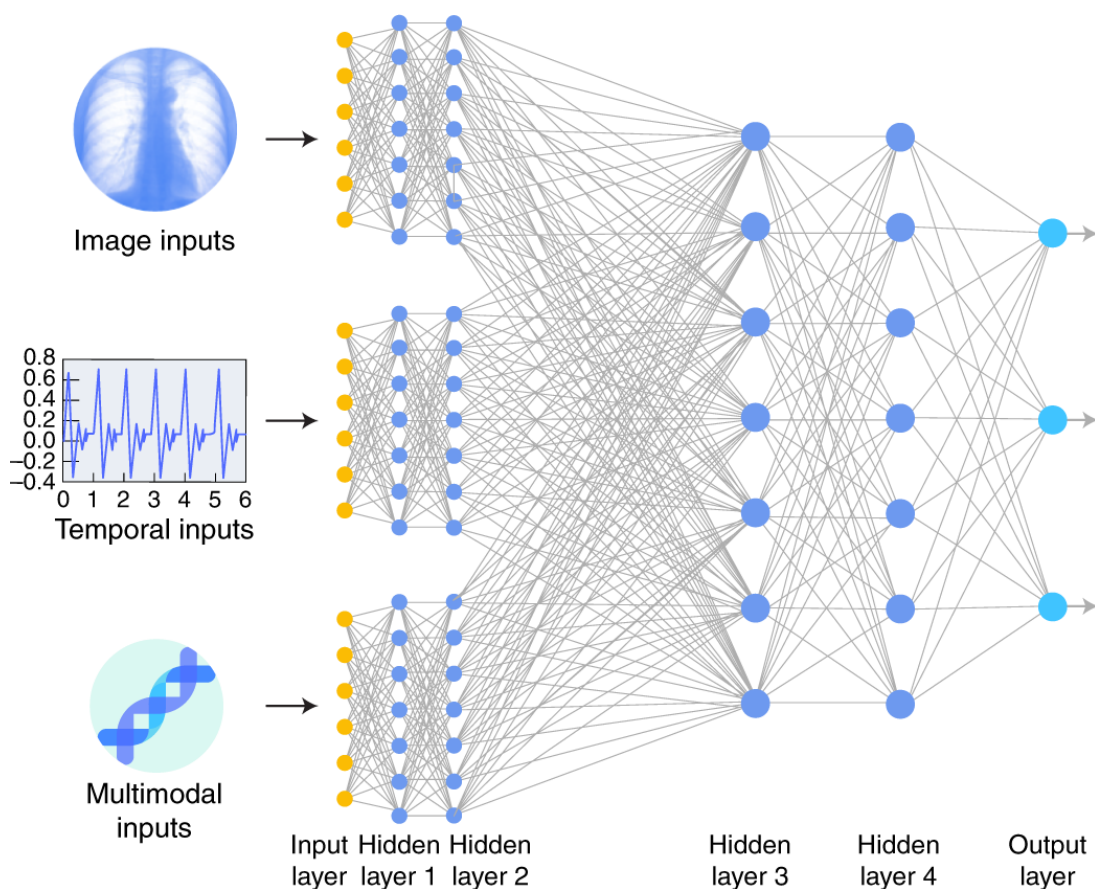 Image inputs
0.8
0.6
0.4
0.2
0.0
−0.2
−0.4
0 1 2 3 4 5 6
Temporal inputs
Multimodal
inputs
Input
layer
Hidden
layer 1
Hidden
layer 2
Hidden
layer 3
Hidden
layer 4
Output
layer